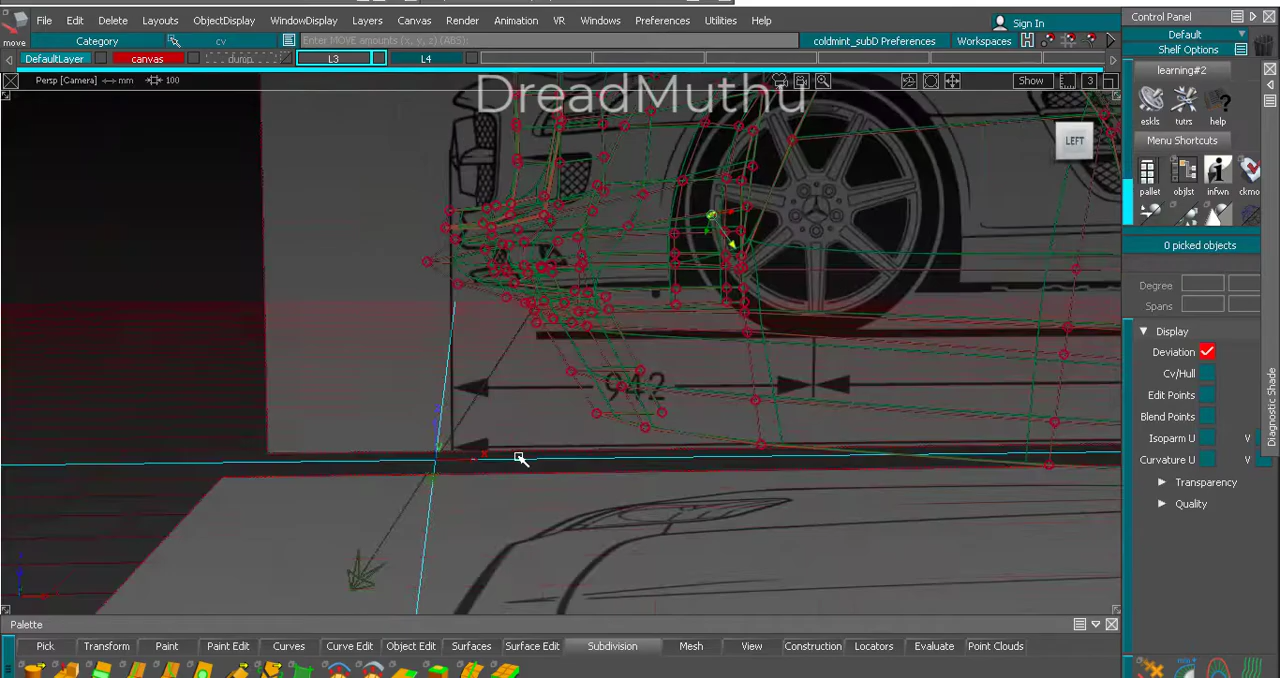 File Edit Delete Layouts ObjectDisplay WindowDisplay Layers Canvas Render Animation VR Windows Preferences Utilities Help
Sign In
Control Panel
Default
Shelf Options
move
Category
cv
Enter MOVE amounts (x, y, z) (ABS):
coldmint_subD Preferences
Workspaces
DefaultLayer
canvas
L3
L4
Persp [Camera]
mm
100
Show
3
DreadMuthu
LEFT
942
learning#2
eskls tutrs help
Menu Shortcuts
pallet objlst infwn ckmo
0 picked objects
Degree
Spans
Display
Deviation
Cv/Hull
Edit Points
Blend Points
Isoparm U V
Curvature U V
Transparency
Quality
Diagnostic Shade
Palette
Pick Transform Paint Paint Edit Curves Curve Edit Object Edit Surfaces Surface Edit Subdivision Mesh View Construction Locators Evaluate Point Clouds